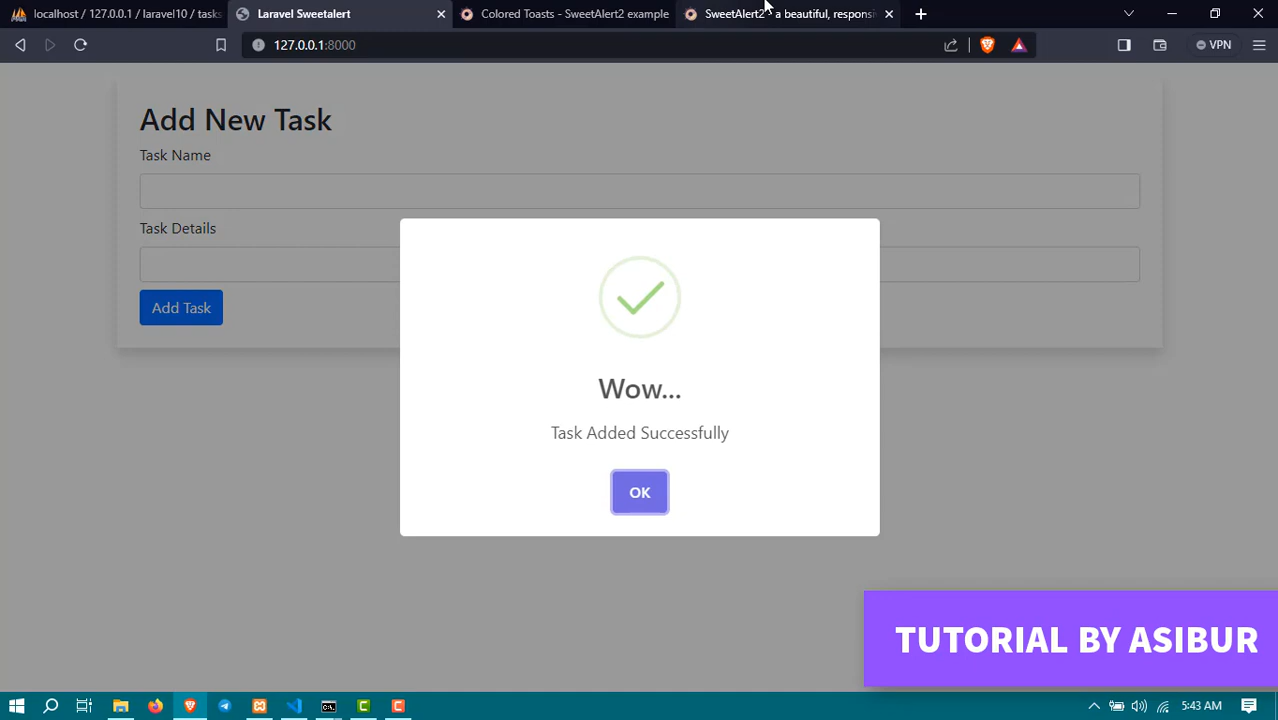 localhost / 127.0.0.1 / laravel10 / tasks
Laravel Sweetalert
Colored Toasts - SweetAlert2 example
SweetAlert2 - a beautiful, responsi
127.0.0.1:8000
VPN
Add New Task
Task Name
Task Details
Add Task
Wow...
Task Added Successfully
OK
TUTORIAL BY ASIBUR
5:43 AM